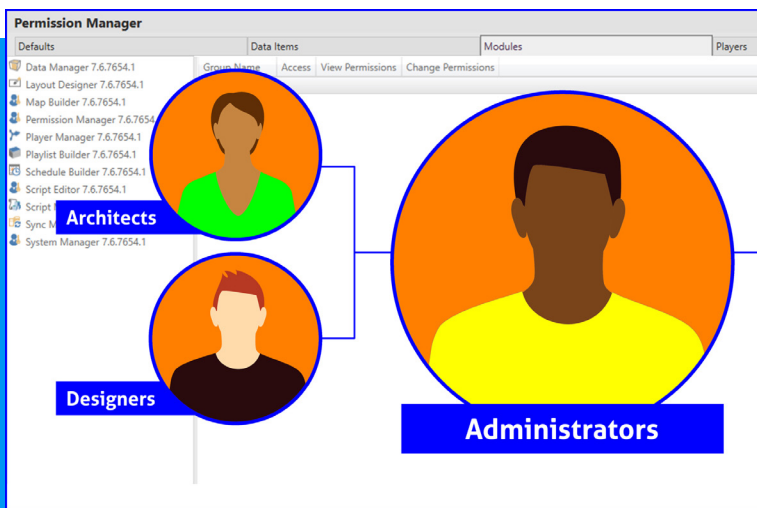 Permission Manager
Defaults
Data Items
Modules
Players
Group Name Access View Permissions Change Permissions
Data Manager 7.6.7654.1
Layout Designer 7.6.7654.1
Map Builder 7.6.7654.1
Permission Manager 7.6.7654
Player Manager 7.6.7654.1
Playlist Builder 7.6.7654.1
Schedule Builder 7.6.7654.1
Script Editor 7.6.7654.1
Script
Sync
System Manager 7.6.7654.1
Architects
Designers
Administrators